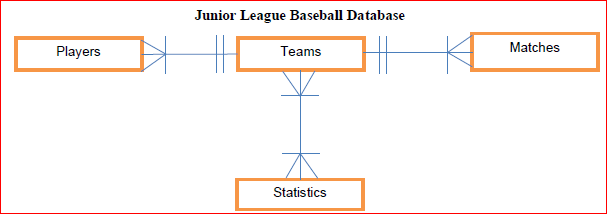 Junior League Baseball Database
Players
Teams
Matches
Statistics